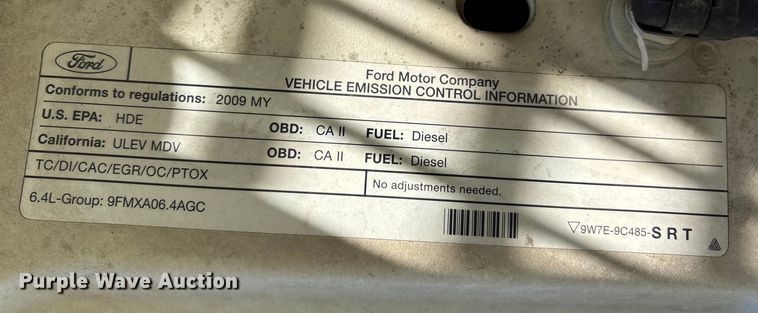 Ford
Ford Motor Company
VEHICLE EMISSION CONTROL INFORMATION
Conforms to regulations: 2009 MY
U.S. EPA: HDE OBD: CA II FUEL: Diesel
California: ULEV MDV OBD: CA II FUEL: Diesel
TC/DI/CAC/EGR/OC/PTOX
No adjustments needed.
6.4L-Group: 9FMXA06.4AGC
▽9W7E-9C485-S R T
Purple Wave Auction